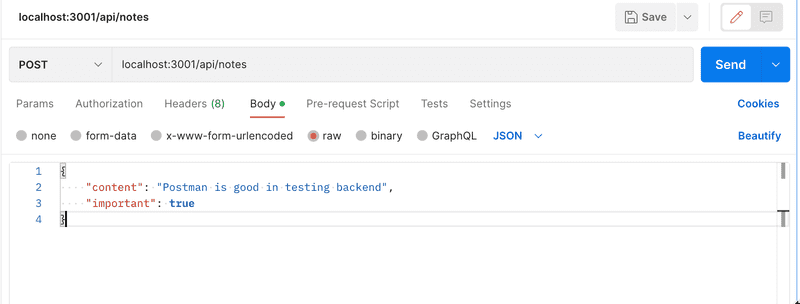 localhost:3001/api/notes Save
POST localhost:3001/api/notes Send
Params Authorization Headers (8) Body Pre-request Script Tests Settings Cookies
none form-data x-www-form-urlencoded raw binary GraphQL JSON Beautify
1 {
2 "content": "Postman is good in testing backend",
3 "important": true
4 }